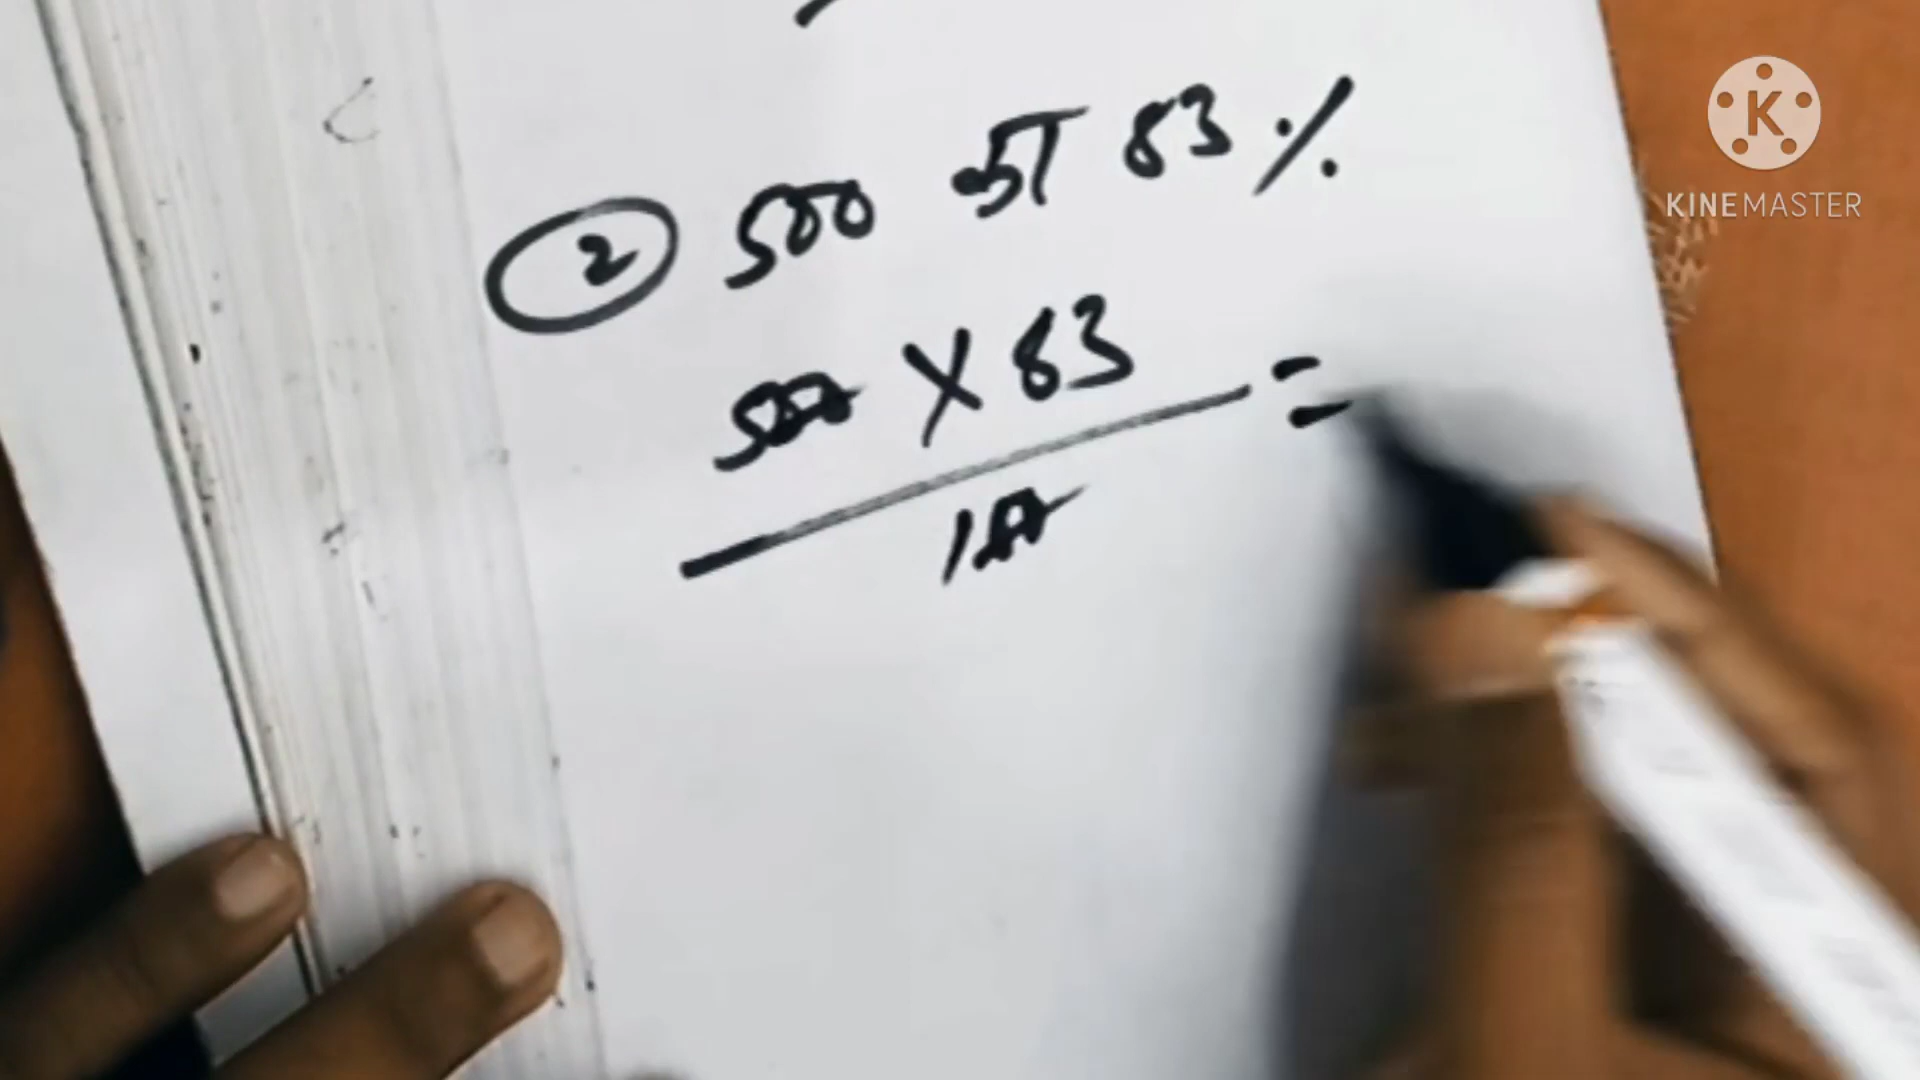 ② 500 का 83 %
500 X 83 =
100
KINEMASTER